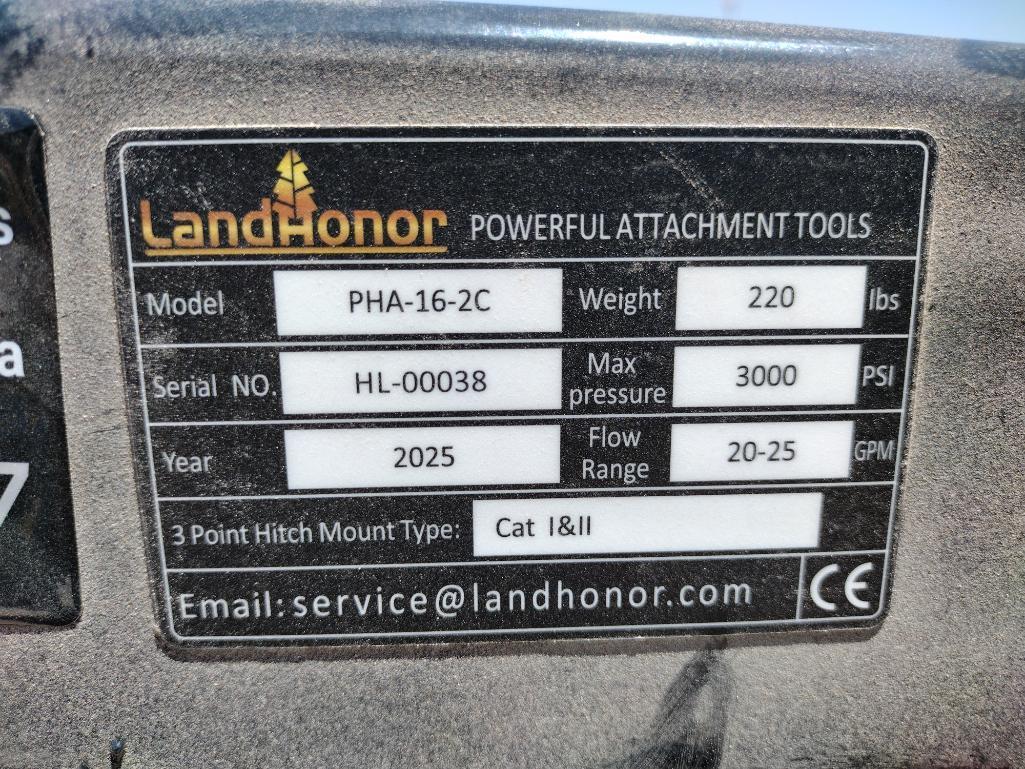 LandHonor POWERFUL ATTACHMENT TOOLS
Model PHA-16-2C Weight 220 lbs
Serial NO. HL-00038 Max pressure 3000 PSI
Year 2025 Flow Range 20-25 GPM
3 Point Hitch Mount Type: Cat I&II
Email: service@landhonor.com CE
s
a
7